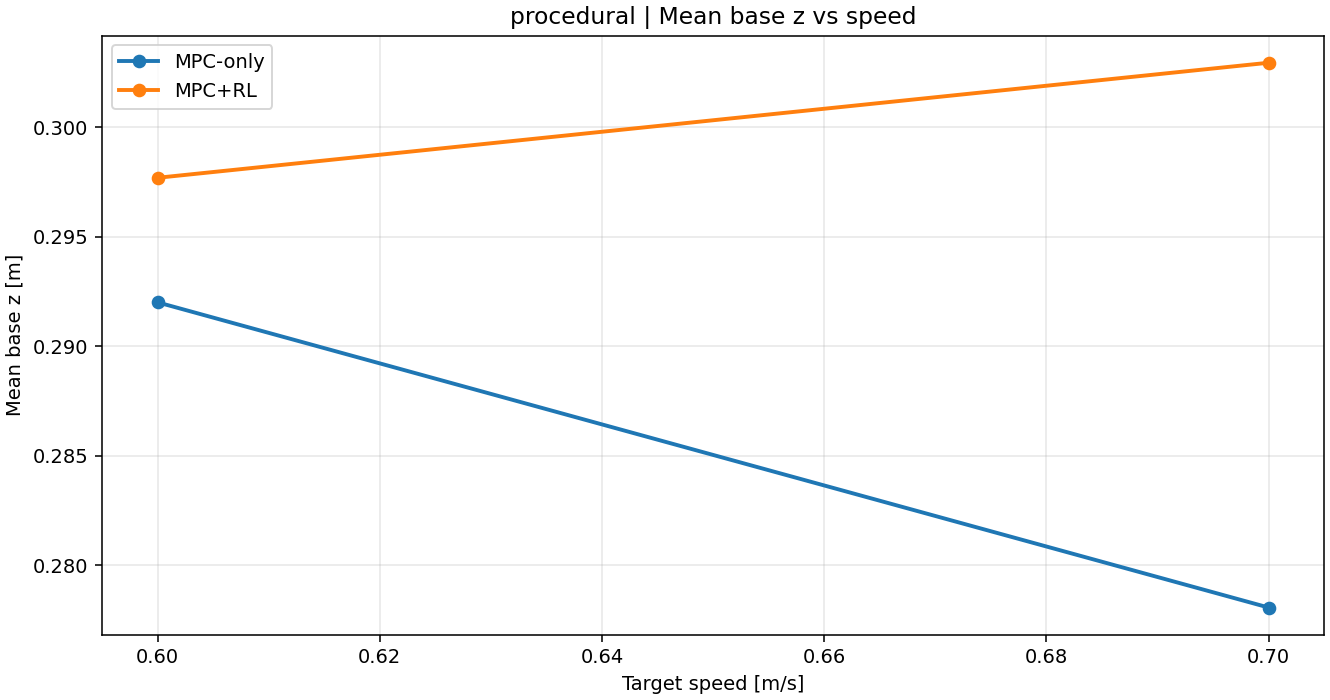 procedural | Mean base z vs speed
MPC-only
MPC+RL
Mean base z [m]
0.300
0.295
0.290
0.285
0.280
0.60 0.62 0.64 0.66 0.68 0.70
Target speed [m/s]